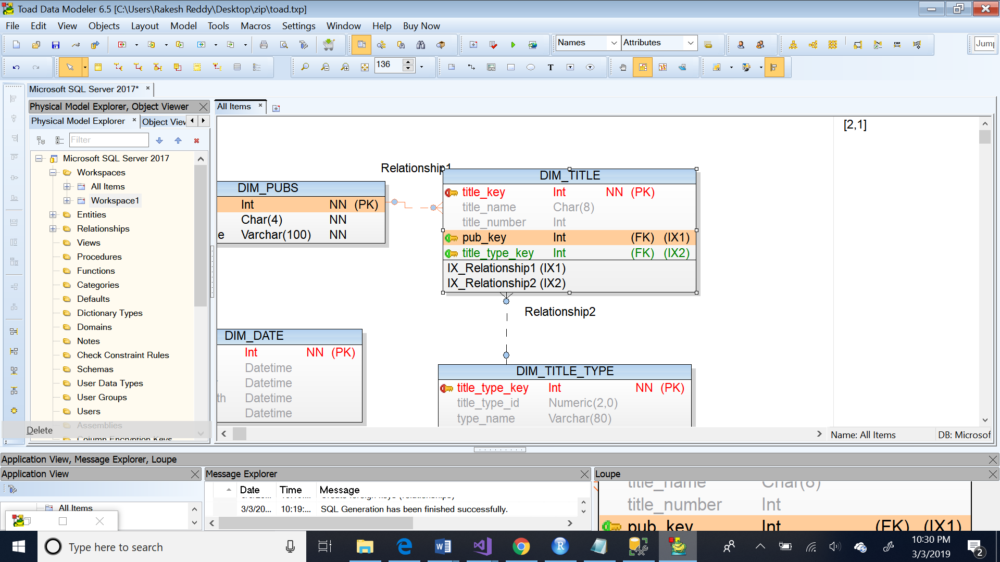 Toad Data Modeler 6.5 [C:\Users\Rakesh Reddy\Desktop\zip\toad.txp]
File Edit View Objects Layout Model Tools Macros Settings Window Help Buy Now
Names Attributes
136
Microsoft SQL Server 2017*
Physical Model Explorer, Object Viewer
Physical Model Explorer
Filter
Microsoft SQL Server 2017
Workspaces
All Items
Workspace1
Entities
Relationships
Views
Procedures
Functions
Categories
Defaults
Dictionary Types
Domains
Notes
Check Constraint Rules
Schemas
User Data Types
User Groups
Users
Assemblies
Column Encryption Keys
Delete
All Items
[2,1]
Relationship1
DIM_PUBS
Int NN (PK)
Char(4) NN
e Varchar(100) NN
DIM_TITLE
title_key Int NN (PK)
title_name Char(8)
title_number Int
pub_key Int (FK) (IX1)
title_type_key Int (FK) (IX2)
IX_Relationship1 (IX1)
IX_Relationship2 (IX2)
Relationship2
DIM_DATE
Int NN (PK)
Datetime
Datetime
th Datetime
Datetime
DIM_TITLE_TYPE
title_type_key Int NN (PK)
title_type_id Numeric(2,0)
type_name Varchar(80)
Name: All Items DB: Microsof
Application View, Message Explorer, Loupe
Application View
All Items
Message Explorer
Date Time Message
Create foreign keys (relationships)
3/3/20... 10:19:... SQL Generation has been finished successfully.
Loupe
title_name Char(8)
title_number Int
pub_key Int (FK) (IX1)
Type here to search
10:30 PM
3/3/2019
2